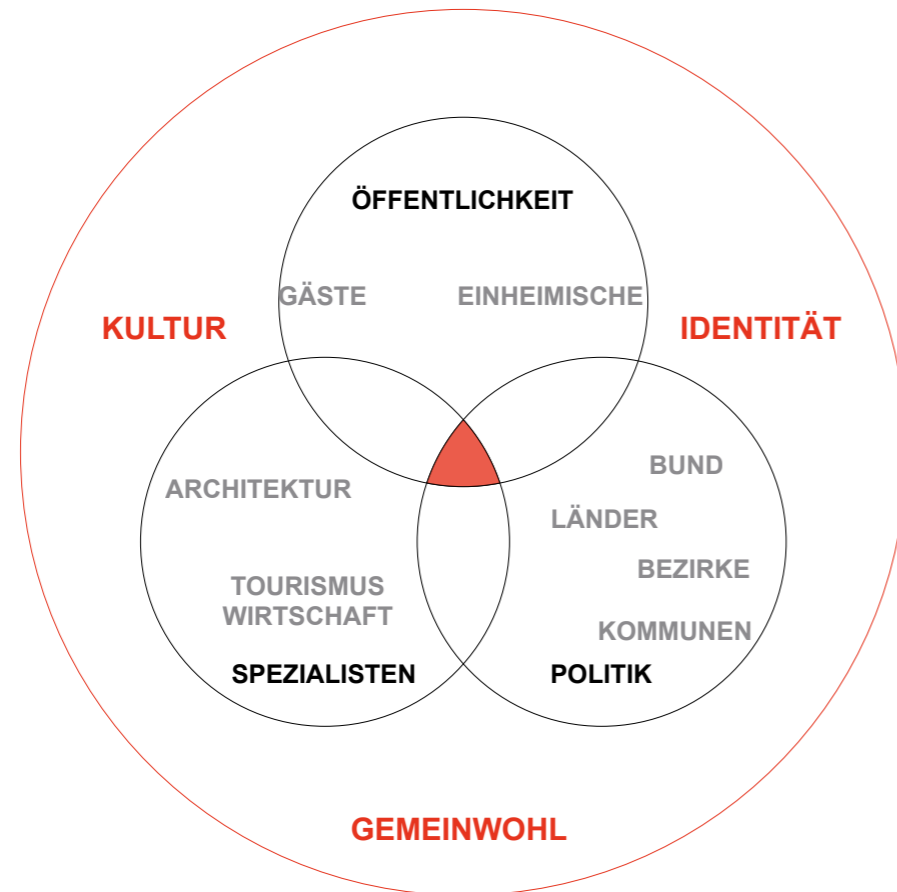 ÖFFENTLICHKEIT
GÄSTE
EINHEIMISCHE
KULTUR
IDENTITÄT
BUND
ARCHITEKTUR
LÄNDER
BEZIRKE
TOURISMUS
WIRTSCHAFT
KOMMUNEN
SPEZIALISTEN
POLITIK
GEMEINWOHL